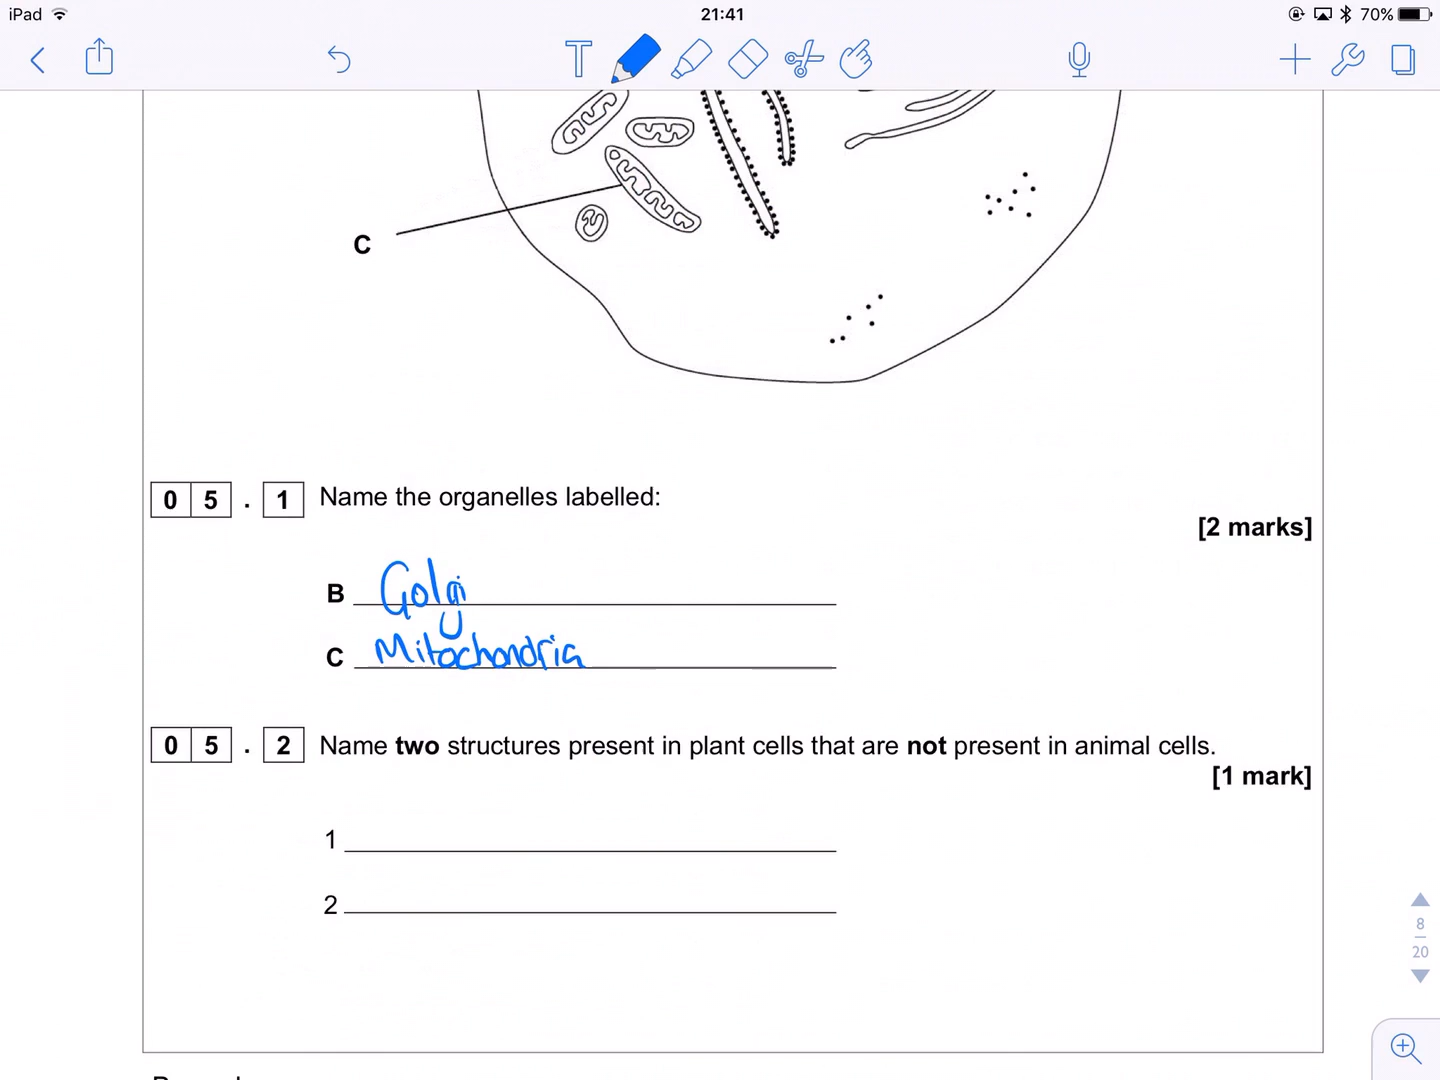 iPad
21:41
70%
T
C
0 5 . 1 Name the organelles labelled:
[2 marks]
B Golgi
C Mitochondria
0 5 . 2 Name two structures present in plant cells that are not present in animal cells.
[1 mark]
1
2
8
20